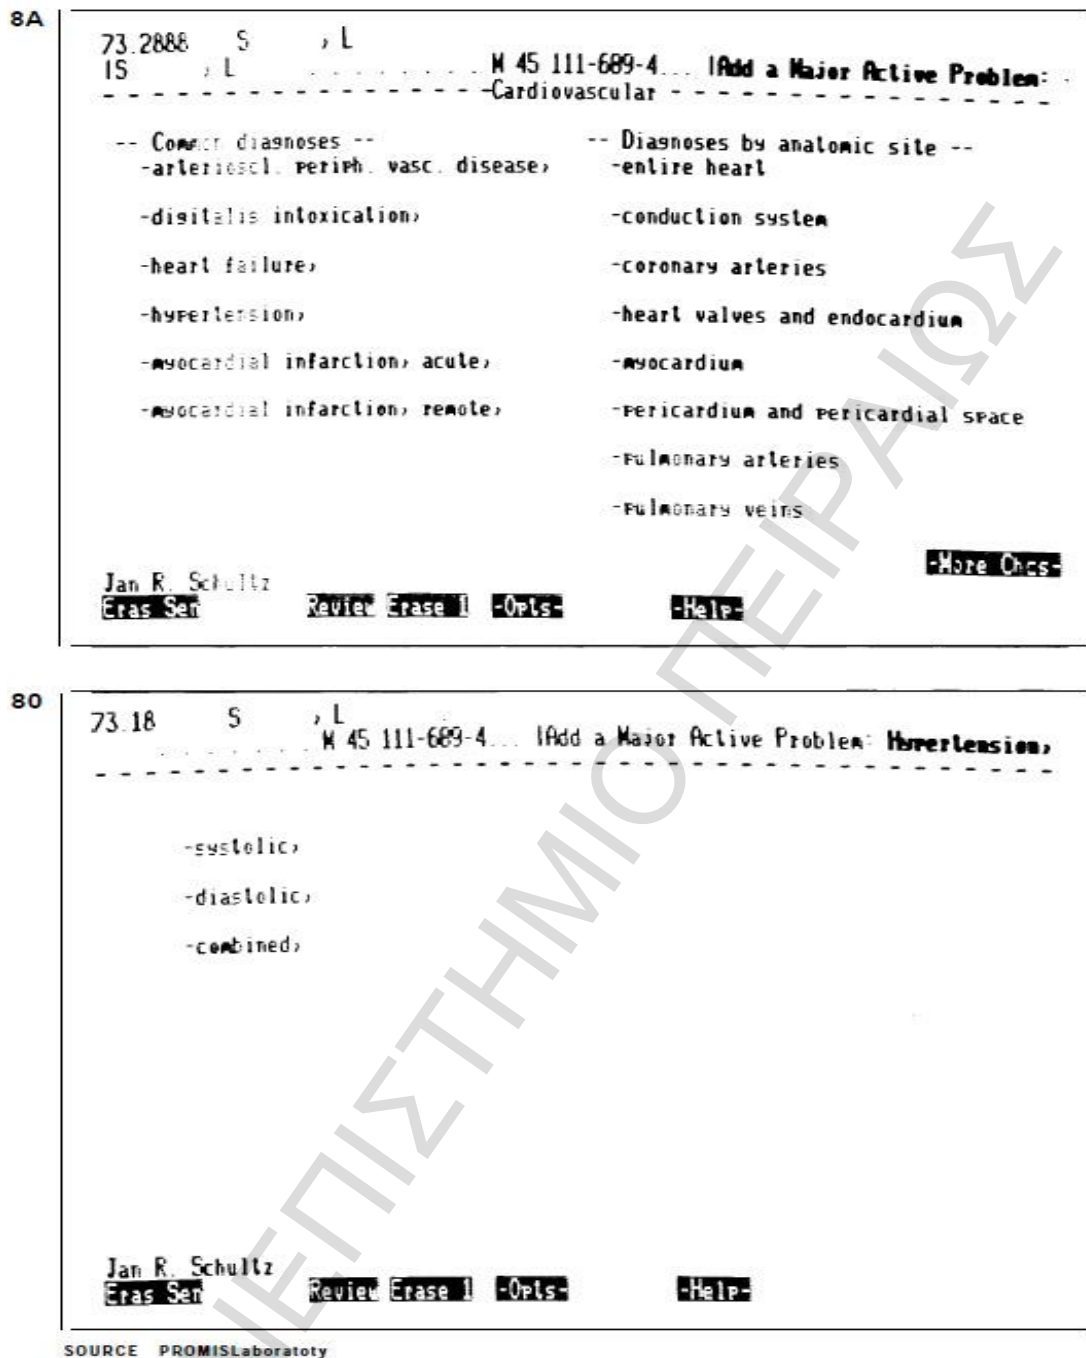 8A
73.2888 S , L
IS , L . . . . . . . . . M 45 111-689-4... |Add a Major Active Problem:
- - - - - - - - - - - - - - - -Cardiovascular - - - - - - - - - - - - - - - -
-- Common diagnoses --
-arterioscl. periph. vasc. disease,
-digitalis intoxication,
-heart failure,
-hypertension,
-myocardial infarction, acute,
-myocardial infarction, remote,
-- Diagnoses by anatomic site --
-entire heart
-conduction system
-coronary arteries
-heart valves and endocardium
-myocardium
-pericardium and pericardial space
-pulmonary arteries
-pulmonary veins
-More Chcs-
Jan R. Schultz
Eras Sen Review Erase 1 -Opts- -Help-
80
73.18 S , L
. . . . . . . M 45 111-689-4... |Add a Major Active Problem: Hypertension,
-systolic,
-diastolic,
-combined,
Jan R. Schultz
Eras Sen Review Erase 1 -Opts- -Help-
SOURCE PROMISLaboratoty
ΙΕΠΙΣΤΗΜΙΟ ΠΕΙΡΑΙΩΣ